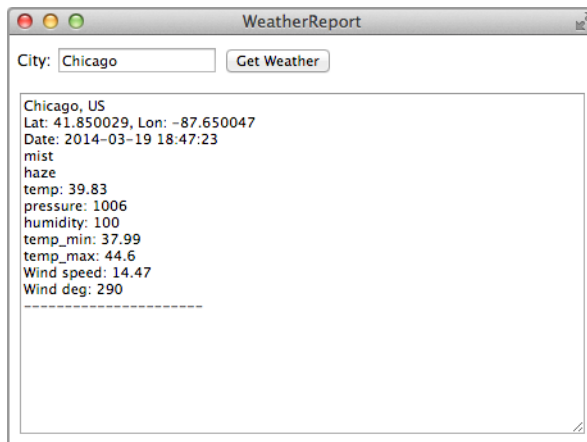 WeatherReport
City: Chicago Get Weather
Chicago, US
Lat: 41.850029, Lon: -87.650047
Date: 2014-03-19 18:47:23
mist
haze
temp: 39.83
pressure: 1006
humidity: 100
temp_min: 37.99
temp_max: 44.6
Wind speed: 14.47
Wind deg: 290
----------------------